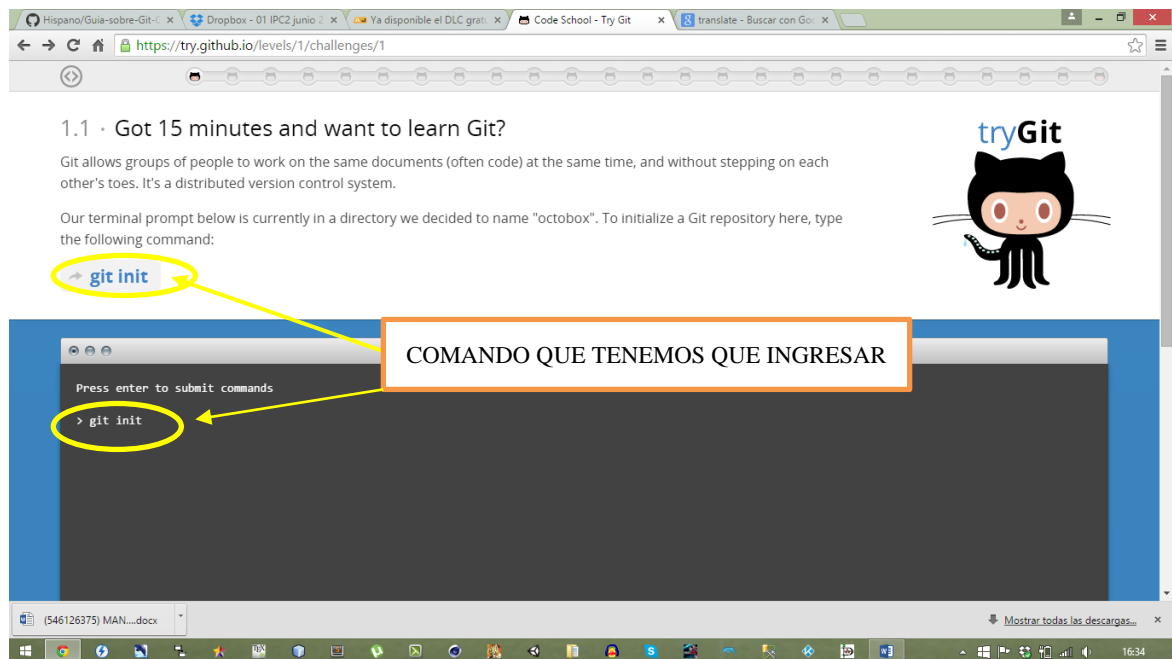 Hispano/Guia-sobre-Git-G
Dropbox - 01 IPC2 junio 2
Ya disponible el DLC gratu
Code School - Try Git
translate - Buscar con Goo
https://try.github.io/levels/1/challenges/1
1.1 · Got 15 minutes and want to learn Git?
tryGit
Git allows groups of people to work on the same documents (often code) at the same time, and without stepping on each
other's toes. It's a distributed version control system.
Our terminal prompt below is currently in a directory we decided to name "octobox". To initialize a Git repository here, type
the following command:
git init
COMANDO QUE TENEMOS QUE INGRESAR
Press enter to submit commands
> git init
(546126375) MAN....docx
Mostrar todas las descargas...
16:34